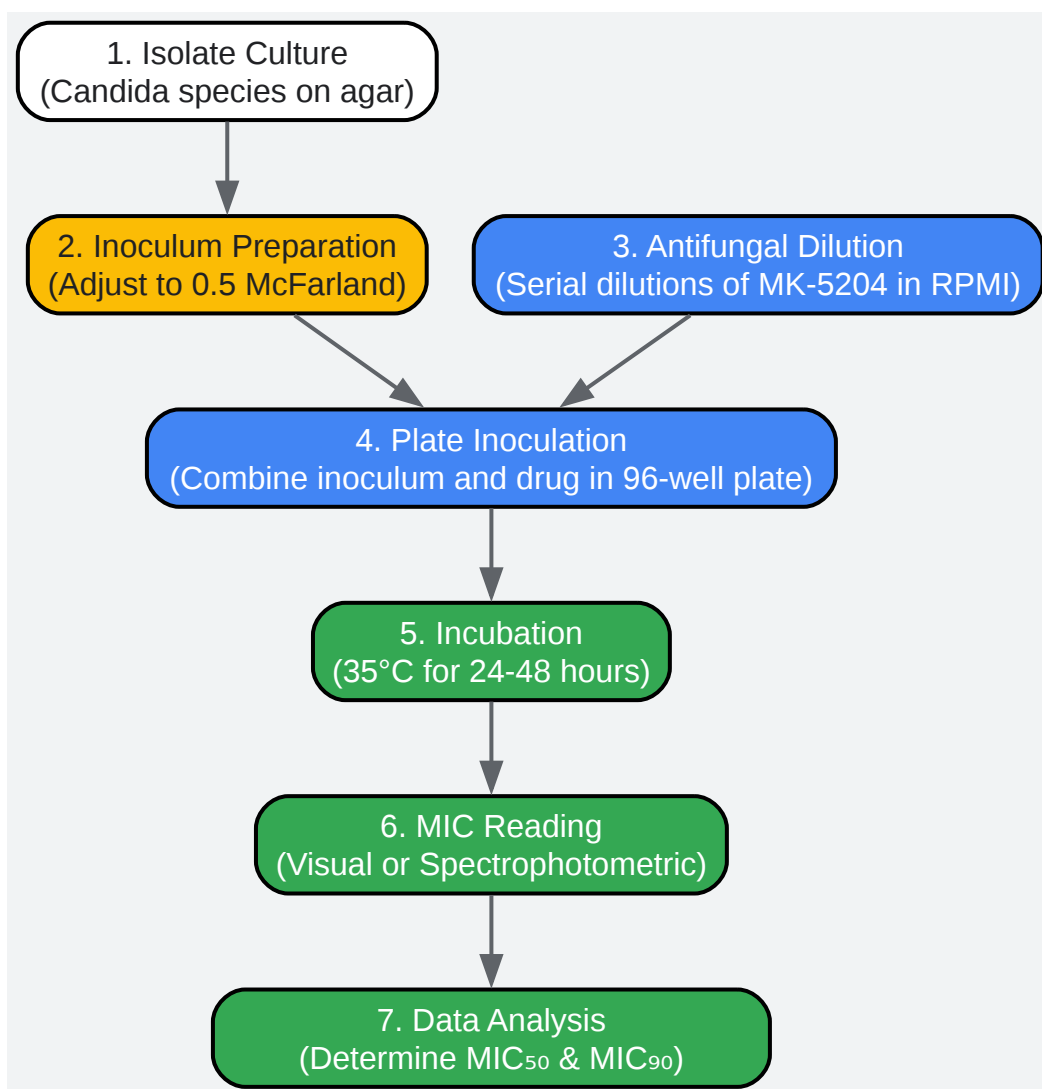 1. Isolate Culture
(Candida species on agar)
2. Inoculum Preparation
(Adjust to 0.5 McFarland)
3. Antifungal Dilution
(Serial dilutions of MK-5204 in RPMI)
4. Plate Inoculation
(Combine inoculum and drug in 96-well plate)
5. Incubation
(35°C for 24-48 hours)
6. MIC Reading
(Visual or Spectrophotometric)
7. Data Analysis
(Determine MIC₅₀ & MIC₉₀)